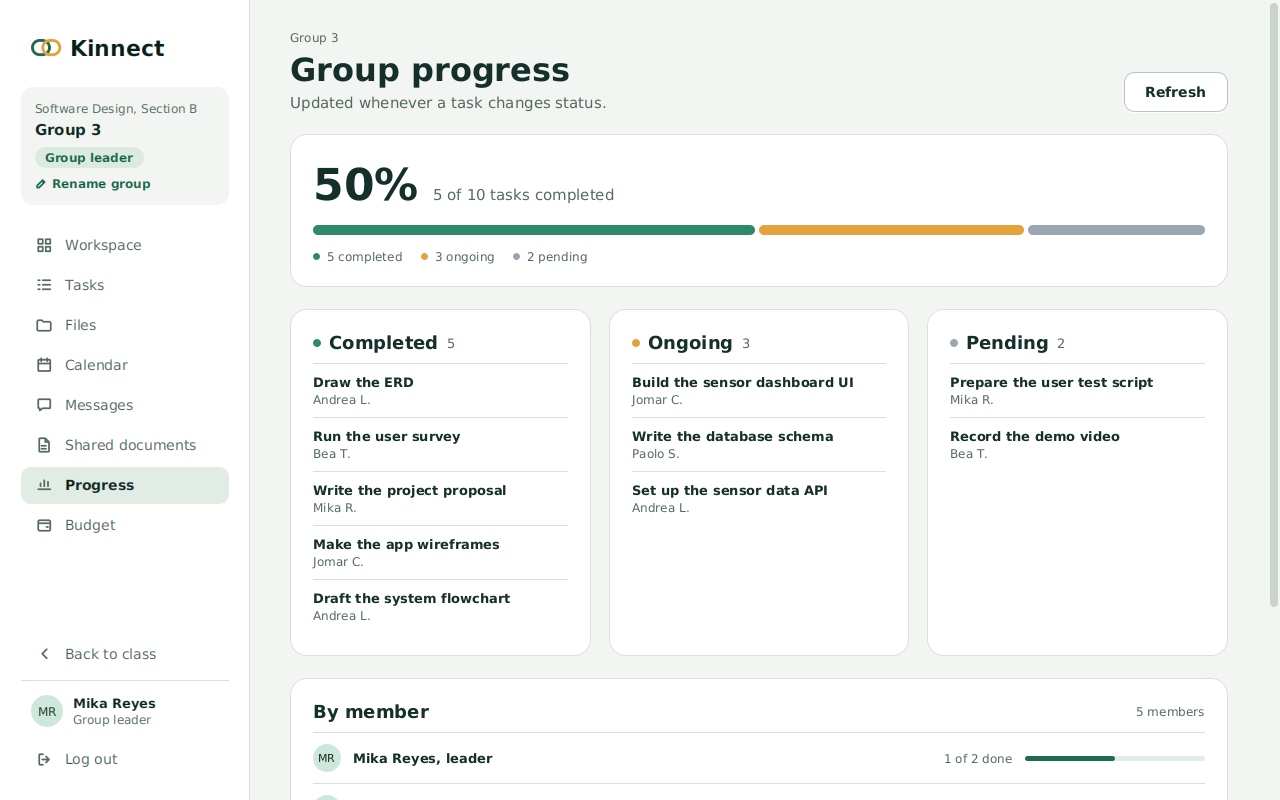 Kinnect
Software Design, Section B
Group 3
Group leader
Rename group
Workspace
Tasks
Files
Calendar
Messages
Shared documents
Progress
Budget
Back to class
MR
Mika Reyes
Group leader
Log out
Group 3
Group progress
Updated whenever a task changes status.
Refresh
50% 5 of 10 tasks completed
5 completed 3 ongoing 2 pending
Completed 5
Draw the ERD
Andrea L.
Run the user survey
Bea T.
Write the project proposal
Mika R.
Make the app wireframes
Jomar C.
Draft the system flowchart
Andrea L.
Ongoing 3
Build the sensor dashboard UI
Jomar C.
Write the database schema
Paolo S.
Set up the sensor data API
Andrea L.
Pending 2
Prepare the user test script
Mika R.
Record the demo video
Bea T.
By member 5 members
MR Mika Reyes, leader 1 of 2 done